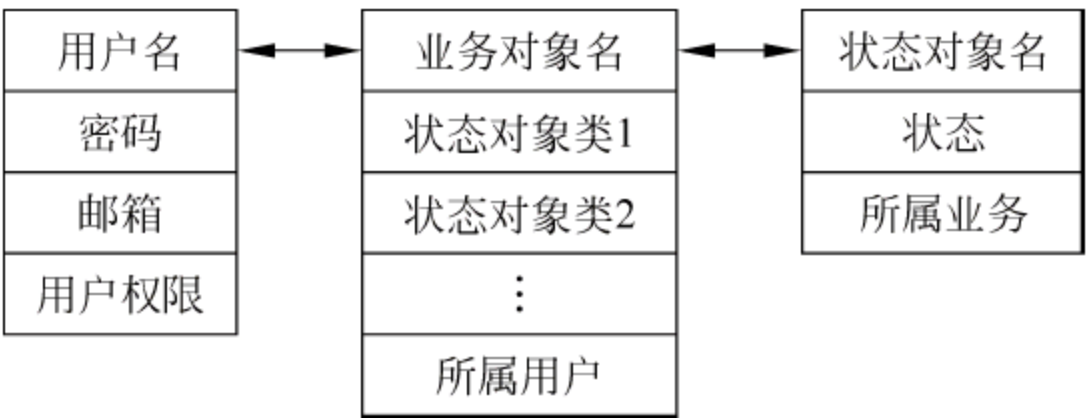 用户名
密码
邮箱
用户权限
业务对象名
状态对象类1
状态对象类2
⋮
所属用户
状态对象名
状态
所属业务